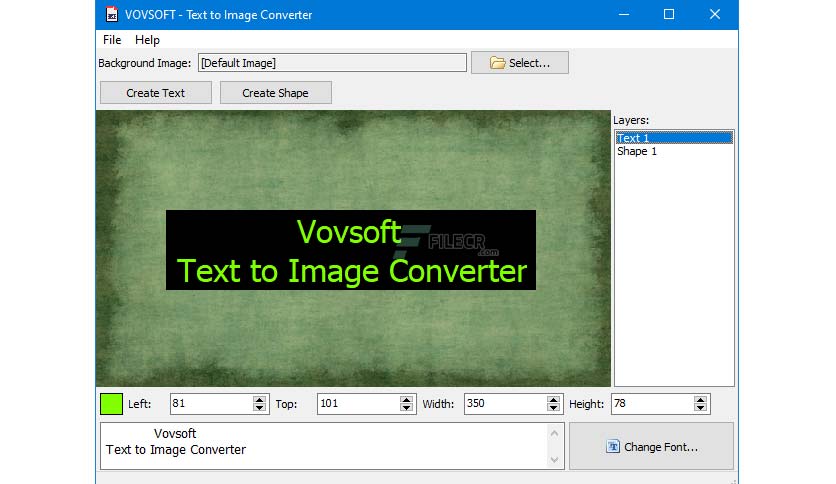 VOVSOFT - Text to Image Converter
File Help
Background Image: [Default Image] Select...
Create Text Create Shape
Layers:
Text 1
Shape 1
Vovsoft
FILECR
.com
Text to Image Converter
Left: 81 Top: 101 Width: 350 Height: 78
Vovsoft
Text to Image Converter
Change Font...